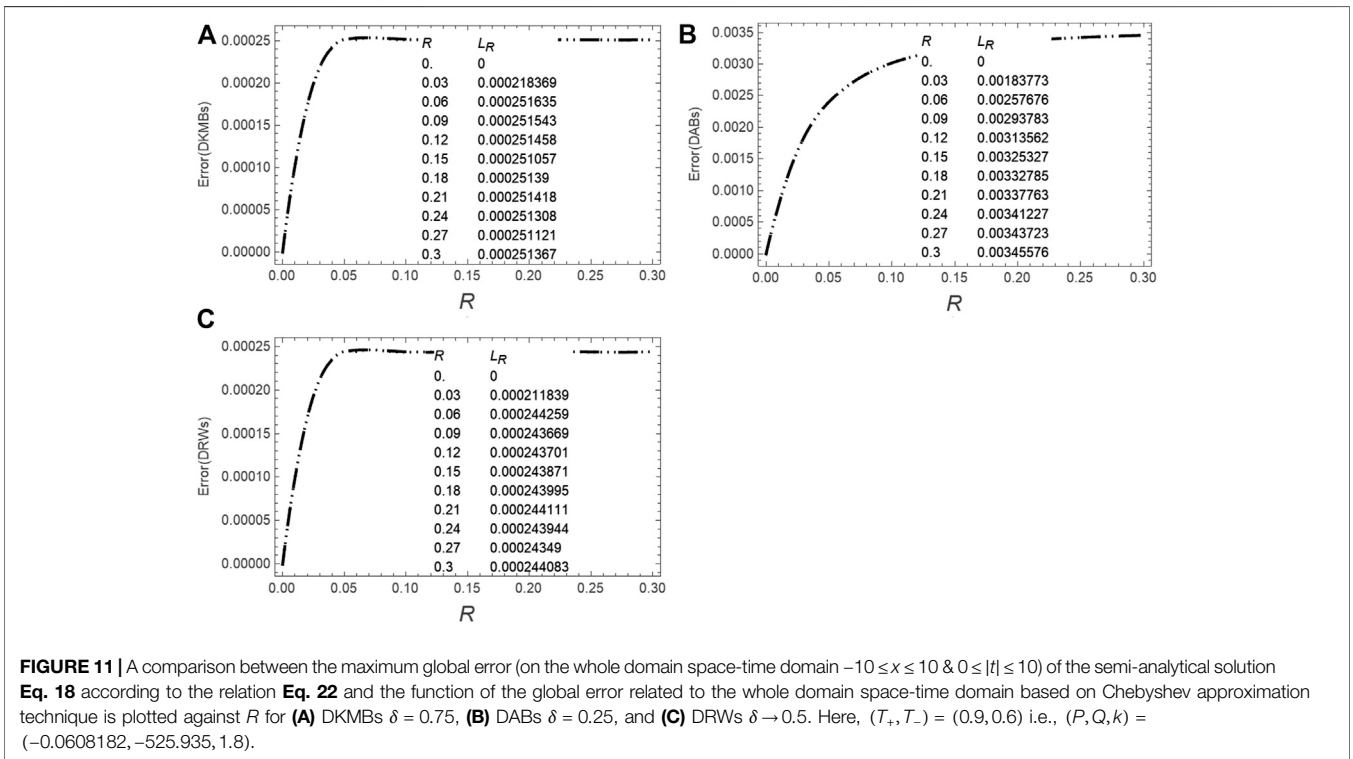 A
0.00025
0.00020
0.00015
0.00010
0.00005
0.00000
Error(DKMBs)
R L_R
0. 0
0.03 0.000218369
0.06 0.000251635
0.09 0.000251543
0.12 0.000251458
0.15 0.000251057
0.18 0.00025139
0.21 0.000251418
0.24 0.000251308
0.27 0.000251121
0.3 0.000251367
0.00 0.05 0.10 0.15 0.20 0.25 0.30
R
B
0.0035
0.0030
0.0025
0.0020
0.0015
0.0010
0.0005
0.0000
Error(DABs)
R L_R
0. 0
0.03 0.00183773
0.06 0.00257676
0.09 0.00293783
0.12 0.00313562
0.15 0.00325327
0.18 0.00332785
0.21 0.00337763
0.24 0.00341227
0.27 0.00343723
0.3 0.00345576
0.00 0.05 0.10 0.15 0.20 0.25 0.30
R
C
0.00025
0.00020
0.00015
0.00010
0.00005
0.00000
Error(DRWs)
R L_R
0. 0
0.03 0.000211839
0.06 0.000244259
0.09 0.000243669
0.12 0.000243701
0.15 0.000243871
0.18 0.000243995
0.21 0.000244111
0.24 0.000243944
0.27 0.00024349
0.3 0.000244083
0.00 0.05 0.10 0.15 0.20 0.25 0.30
R
FIGURE 11 | A comparison between the maximum global error (on the whole domain space-time domain −10 ≤ x ≤ 10 & 0 ≤ |t| ≤ 10) of the semi-analytical solution
Eq. 18 according to the relation Eq. 22 and the function of the global error related to the whole domain space-time domain based on Chebyshev approximation
technique is plotted against R for (A) DKMBs δ = 0.75, (B) DABs δ = 0.25, and (C) DRWs δ → 0.5. Here, (T₊, T₋) = (0.9, 0.6) i.e., (P, Q, k) =
(−0.0608182, −525.935, 1.8).